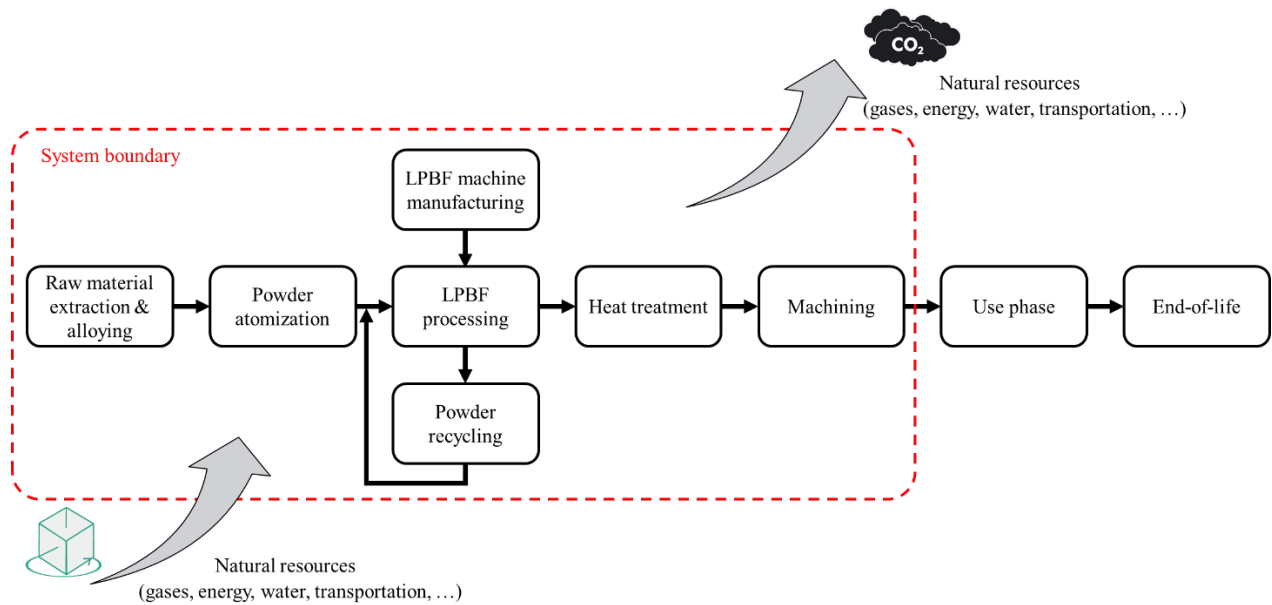 CO₂
Natural resources
(gases, energy, water, transportation, …)
System boundary
LPBF machine
manufacturing
Raw material
extraction &
alloying
Powder
atomization
LPBF
processing
Heat treatment
Machining
Use phase
End-of-life
Powder
recycling
Natural resources
(gases, energy, water, transportation, …)